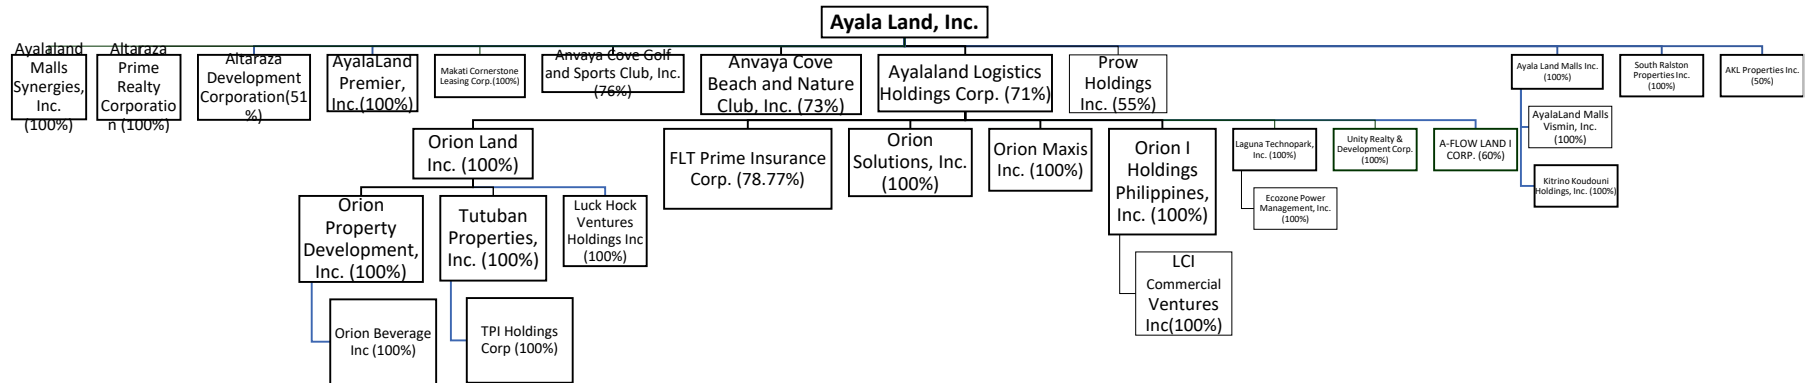 Ayala Land, Inc.
Ayalaland
Malls
Synergies,
Inc.
(100%)
Altaraza
Prime
Realty
Corporatio
n (100%)
Altaraza
Development
Corporation(51
%)
AyalaLand
Premier,
Inc.(100%)
Makati Cornerstone
Leasing Corp.(100%)
Anvaya Cove Golf
and Sports Club, Inc.
(76%)
Anvaya Cove
Beach and Nature
Club, Inc. (73%)
Ayalaland Logistics
Holdings Corp. (71%)
Prow
Holdings
Inc. (55%)
Ayala Land Malls Inc.
(100%)
South Ralston
Properties Inc.
(100%)
AKL Properties Inc.
(50%)
AyalaLand Malls
Vismin, Inc.
(100%)
Kitrino Koudouni
Holdings, Inc. (100%)
Orion Land
Inc. (100%)
FLT Prime Insurance
Corp. (78.77%)
Orion
Solutions, Inc.
(100%)
Orion Maxis
Inc. (100%)
Orion I
Holdings
Philippines,
Inc. (100%)
Laguna Technopark,
Inc. (100%)
Unity Realty &
Development Corp.
(100%)
A-FLOW LAND I
CORP. (60%)
Ecozone Power
Management, Inc.
(100%)
Orion
Property
Development,
Inc. (100%)
Tutuban
Properties,
Inc. (100%)
Luck Hock
Ventures
Holdings Inc
(100%)
LCI
Commercial
Ventures
Inc(100%)
Orion Beverage
Inc (100%)
TPI Holdings
Corp (100%)